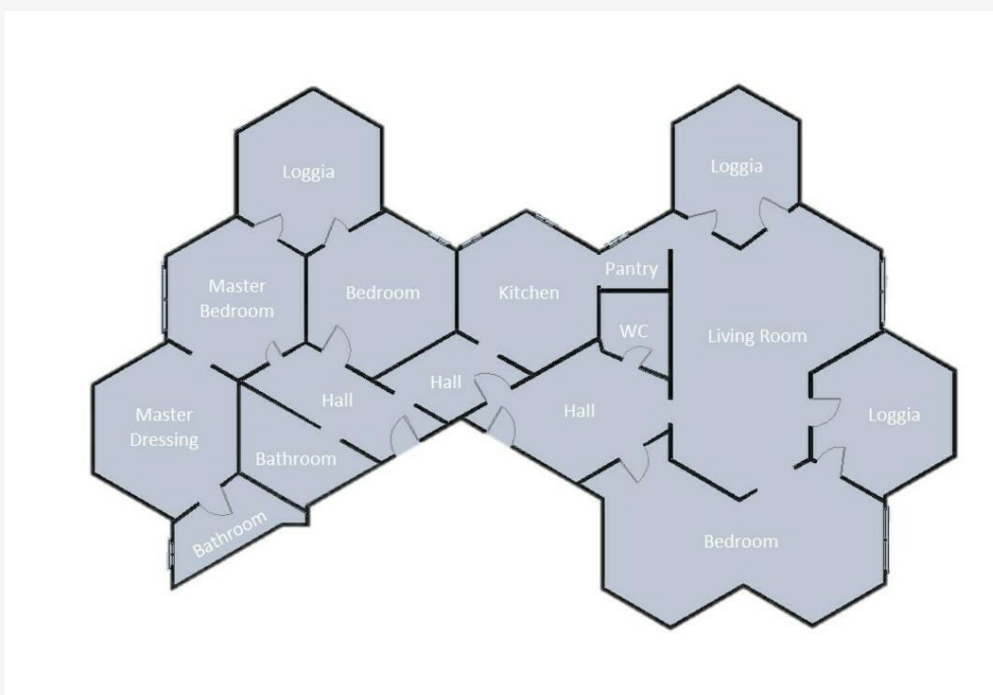 Loggia
Loggia
Master
Bedroom
Bedroom
Kitchen
Pantry
WC
Living Room
Master
Dressing
Hall
Hall
Hall
Loggia
Bathroom
Bathroom
Bedroom